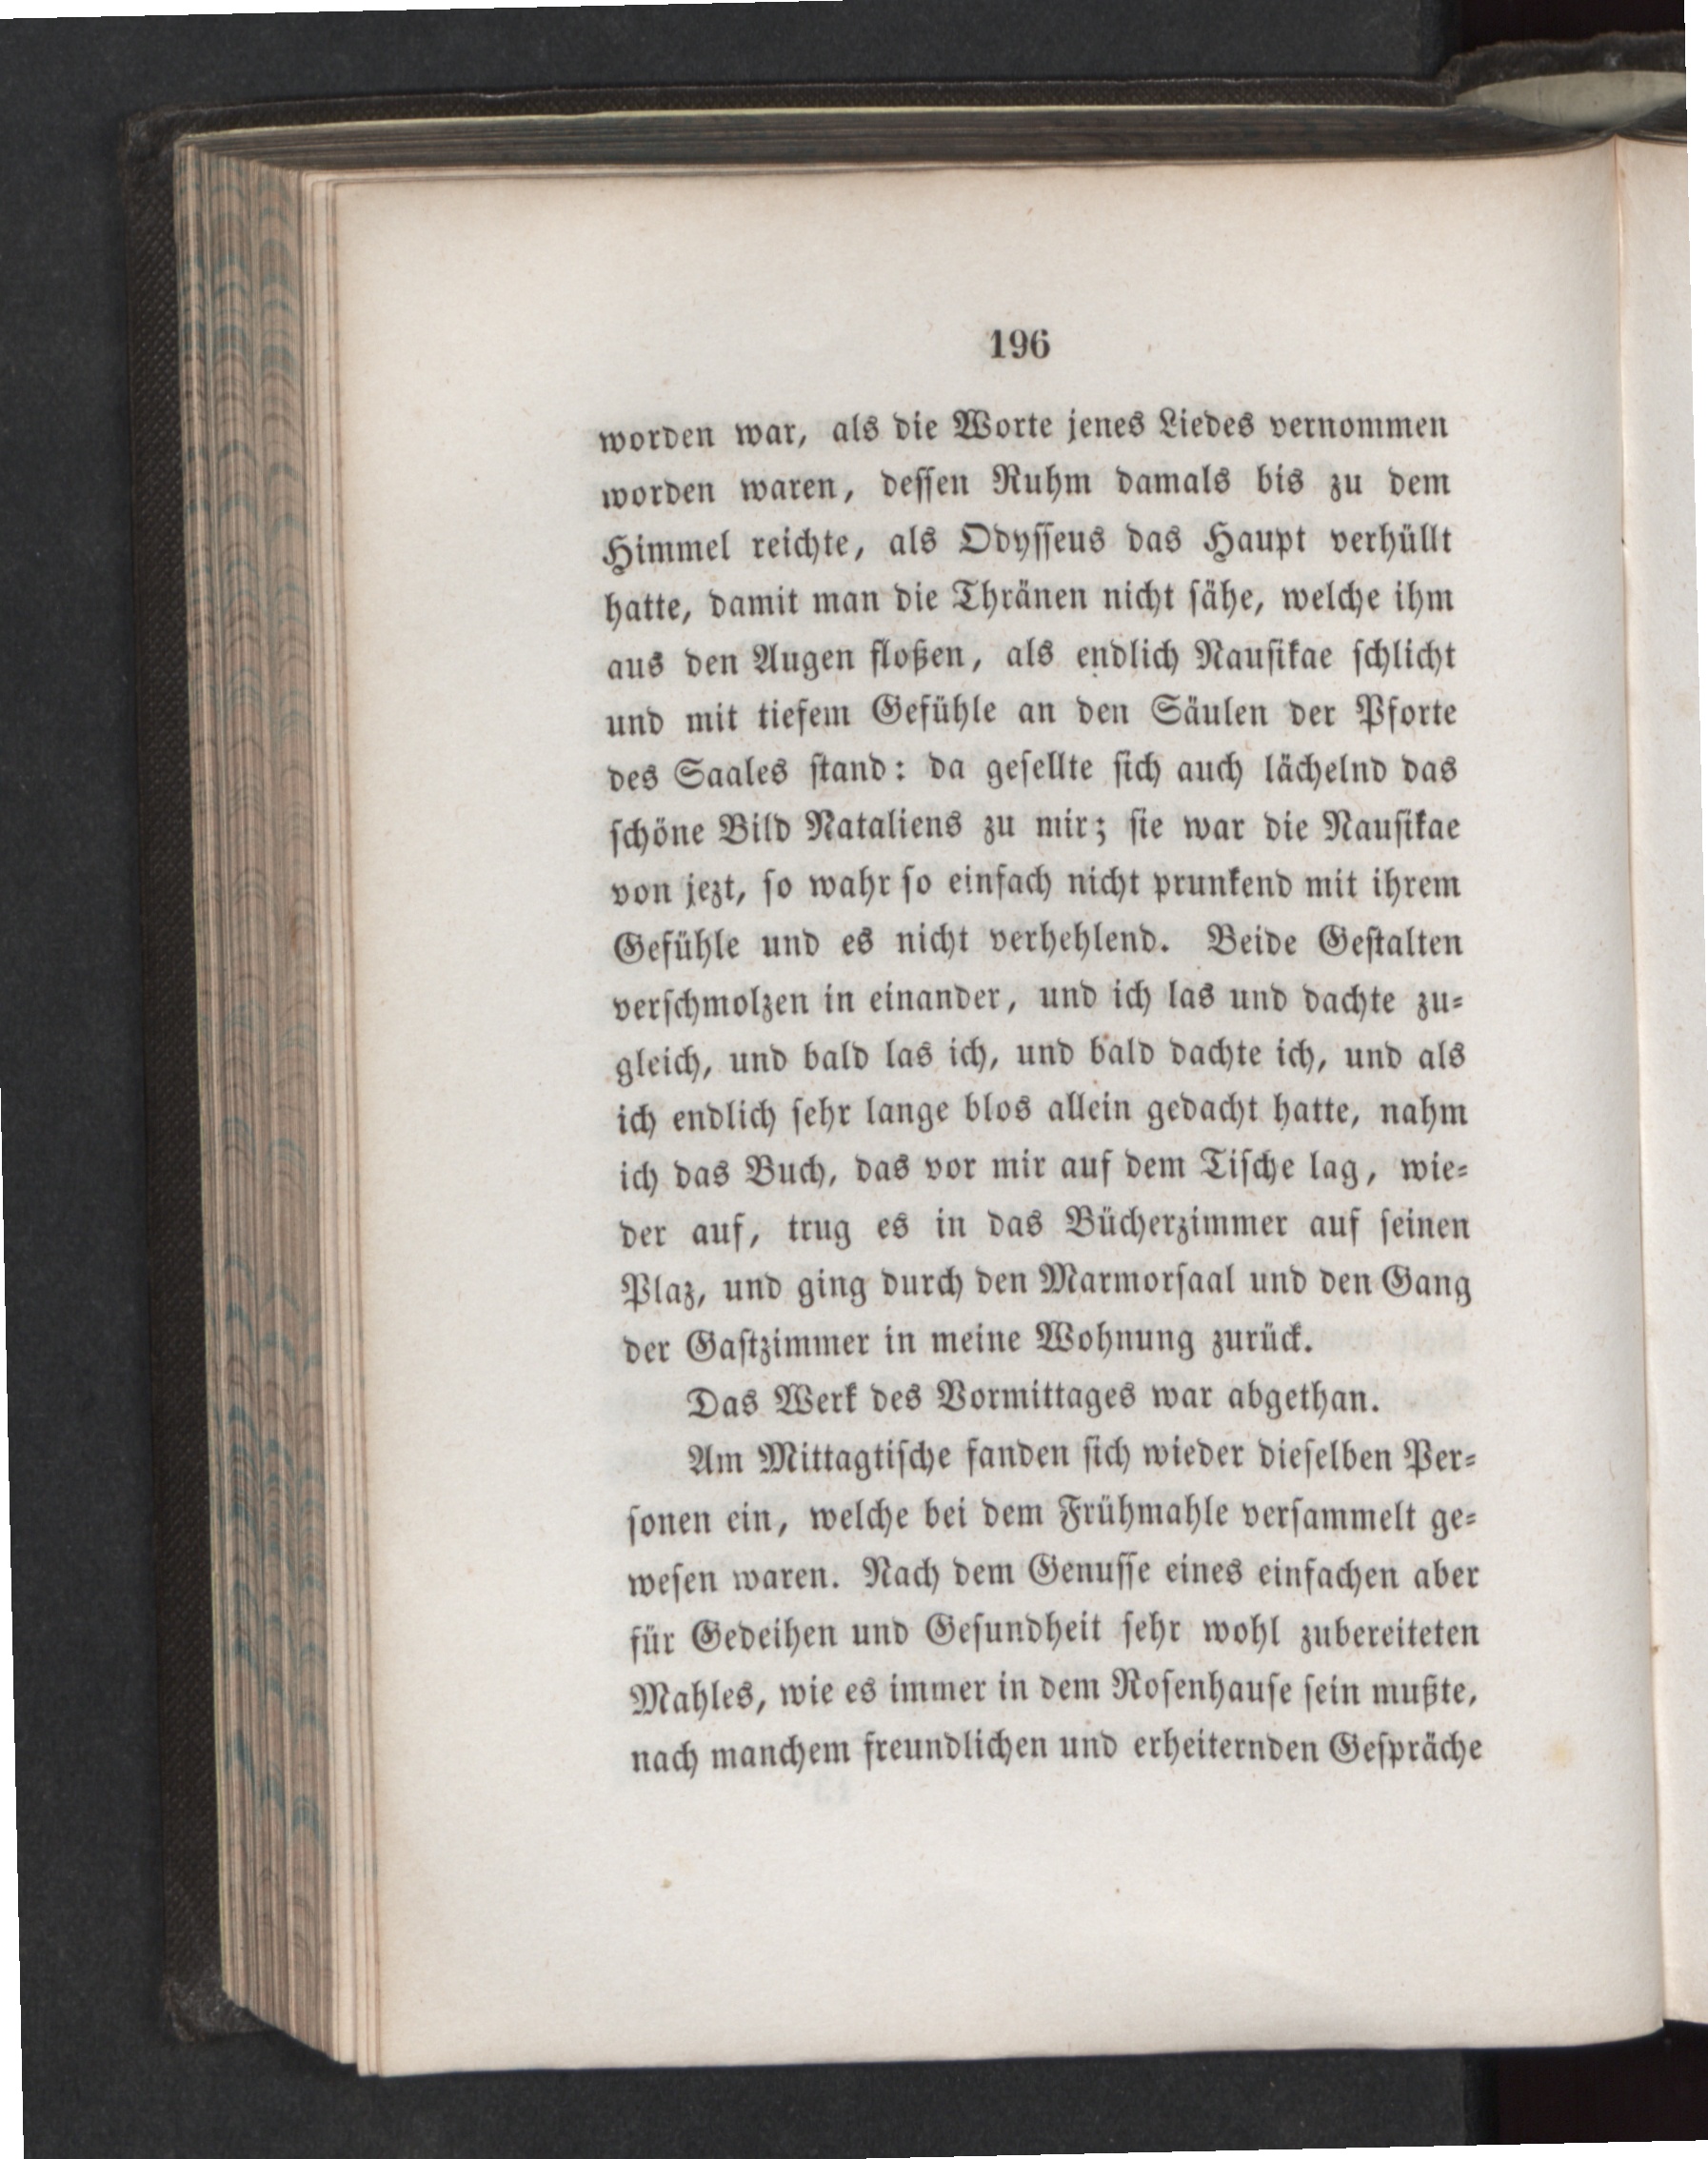 196
worden war, als die Worte jenes Liedes vernommen
worden waren, deſſen Ruhm damals bis zu dem
Himmel reichte, als Odyſſeus das Haupt verhüllt
hatte, damit man die Thränen nicht ſähe, welche ihm
aus den Augen floßen, als endlich Nauſikae ſchlicht
und mit tiefem Gefühle an den Säulen der Pforte
des Saales ſtand: da geſellte ſich auch lächelnd das
ſchöne Bild Nataliens zu mir; ſie war die Nauſikae
von jezt, ſo wahr ſo einfach nicht prunkend mit ihrem
Gefühle und es nicht verhehlend. Beide Geſtalten
verſchmolzen in einander, und ich las und dachte zu⸗
gleich, und bald las ich, und bald dachte ich, und als
ich endlich ſehr lange blos allein gedacht hatte, nahm
ich das Buch, das vor mir auf dem Tiſche lag, wie⸗
der auf, trug es in das Bücherzimmer auf ſeinen
Plaz, und ging durch den Marmorſaal und den Gang
der Gaſtzimmer in meine Wohnung zurück.
Das Werk des Vormittages war abgethan.
Am Mittagtiſche fanden ſich wieder dieſelben Per⸗
ſonen ein, welche bei dem Frühmahle verſammelt ge⸗
weſen waren. Nach dem Genuſſe eines einfachen aber
für Gedeihen und Geſundheit ſehr wohl zubereiteten
Mahles, wie es immer in dem Roſenhauſe ſein mußte,
nach manchem freundlichen und erheiternden Geſpräche